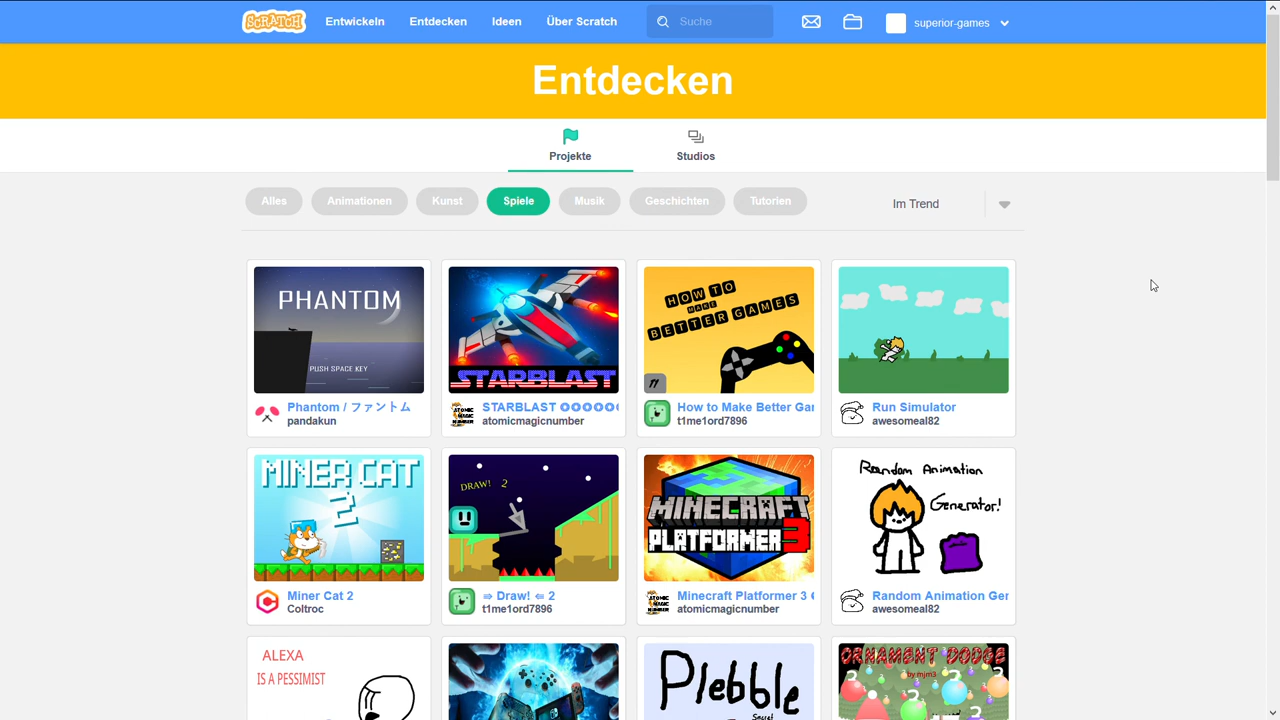 SCRATCH Entwickeln Entdecken Ideen Über Scratch Suche superior-games
Entdecken
Projekte Studios
Alles Animationen Kunst Spiele Musik Geschichten Tutorien Im Trend
PHANTOM
PUSH SPACE KEY
STARBLAST
HOW TO
MAKE
BETTER GAMES
Phantom / ファントム
pandakun
STARBLAST
atomicmagicnumber
How to Make Better Gar
t1me1ord7896
Run Simulator
awesomeal82
MINER CAT
2
DRAW! 2
MINECRAFT
PLATFORMER 3
Random Animation
Generator!
Miner Cat 2
Coltroc
⇛ Draw! ⇚ 2
t1me1ord7896
Minecraft Platformer 3
atomicmagicnumber
Random Animation Ger
awesomeal82
ALEXA
IS A PESSIMIST
Plebble
Secret
ORNAMENT DODGE
by mjm3